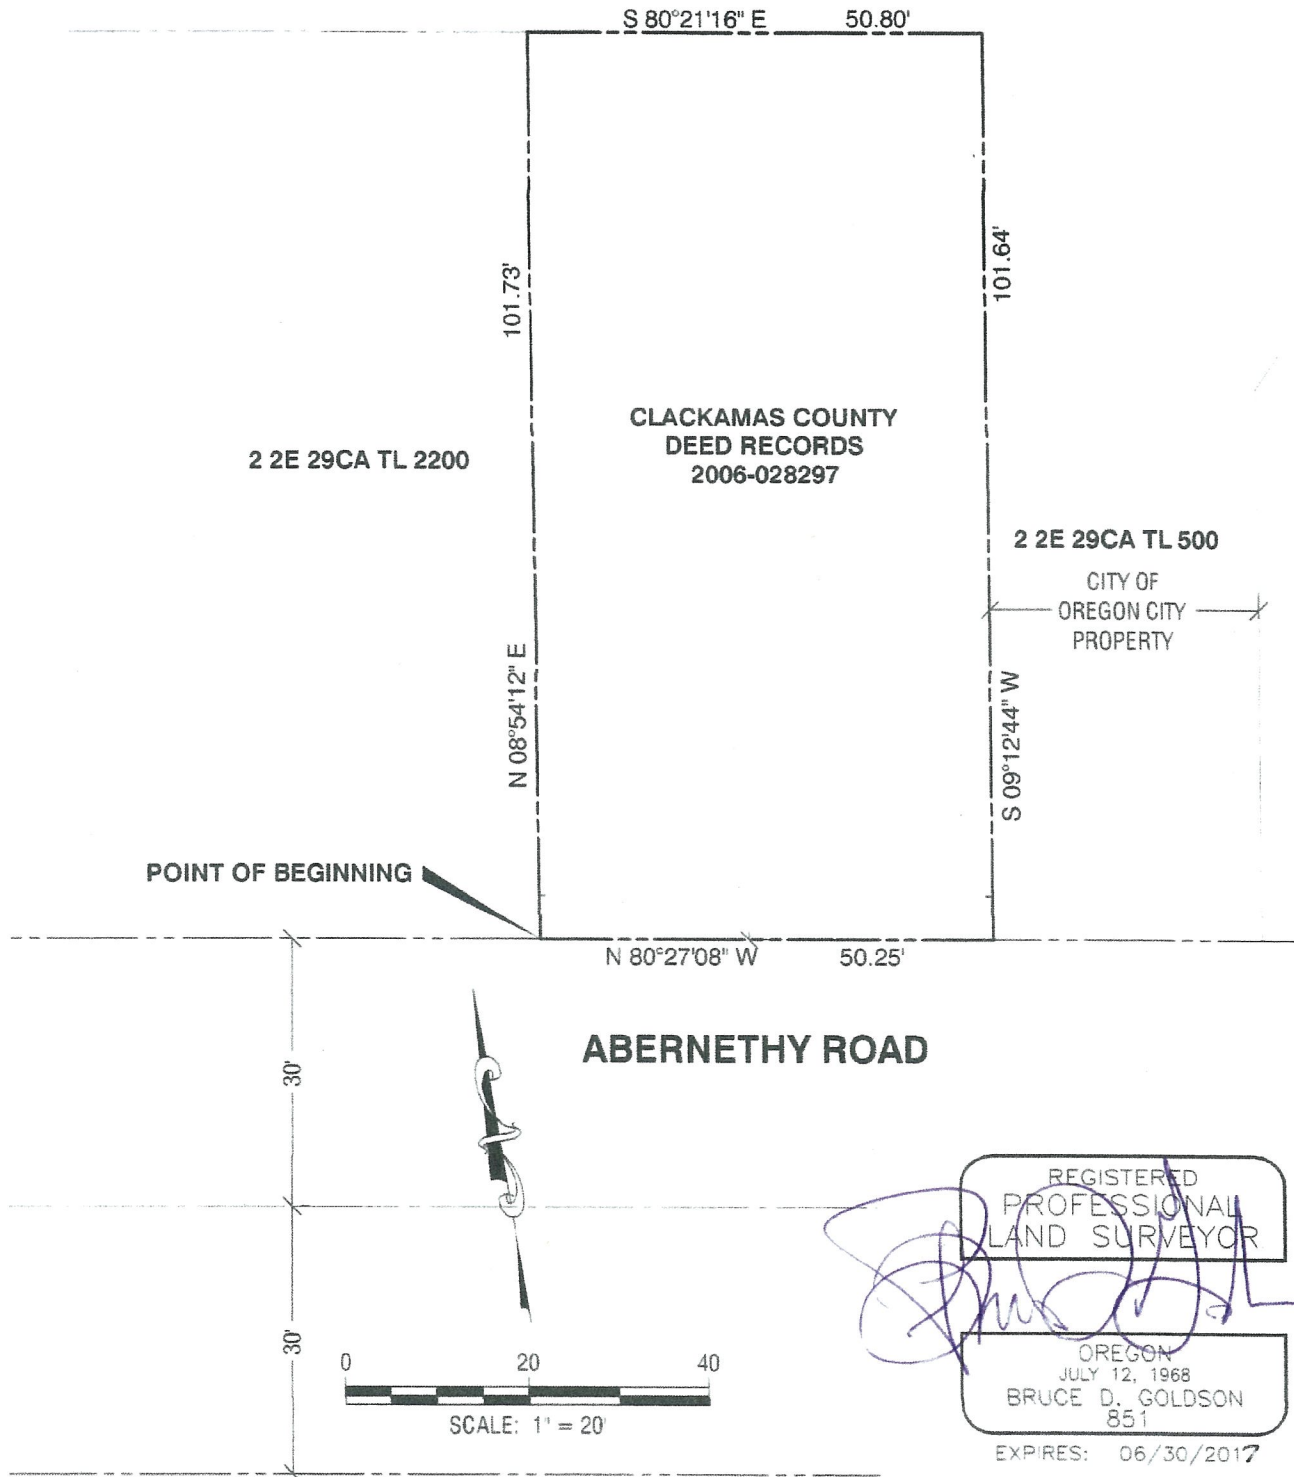 S 80°21'16" E 50.80'
101.73'
101.64'
CLACKAMAS COUNTY
DEED RECORDS
2006-028297
2 2E 29CA TL 2200
2 2E 29CA TL 500
CITY OF
OREGON CITY
PROPERTY
N 08°54'12" E
S 09°12'44" W
POINT OF BEGINNING
N 80°27'08" W 50.25'
ABERNETHY ROAD
30'
30'
0 20 40
SCALE: 1" = 20'
REGISTERED
PROFESSIONAL
LAND SURVEYOR
OREGON
JULY 12, 1968
BRUCE D. GOLDSON
851
EXPIRES: 06/30/2017